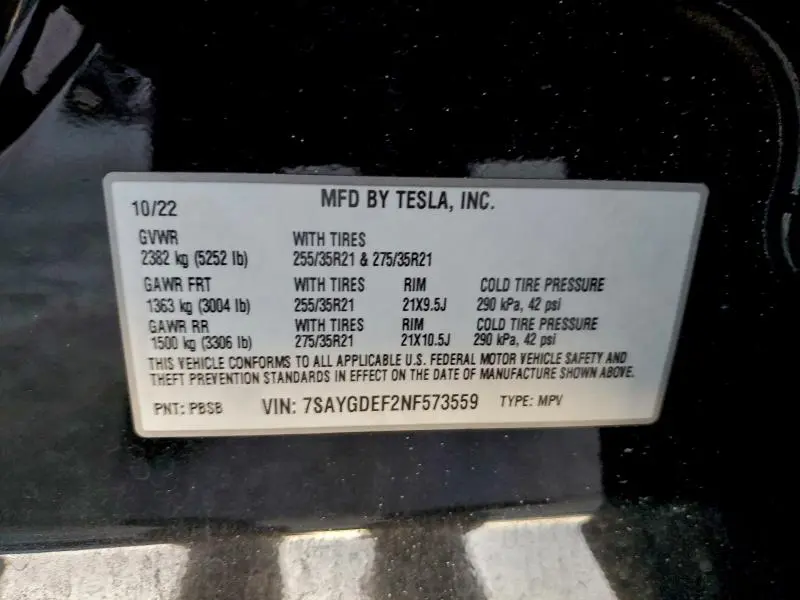 10/22 MFD BY TESLA, INC.
GVWR WITH TIRES
2382 kg (5252 lb) 255/35R21 & 275/35R21
GAWR FRT WITH TIRES RIM COLD TIRE PRESSURE
1363 kg (3004 lb) 255/35R21 21X9.5J 290 kPa, 42 psi
GAWR RR WITH TIRES RIM COLD TIRE PRESSURE
1500 kg (3306 lb) 275/35R21 21X10.5J 290 kPa, 42 psi
THIS VEHICLE CONFORMS TO ALL APPLICABLE U.S. FEDERAL MOTOR VEHICLE SAFETY AND
THEFT PREVENTION STANDARDS IN EFFECT ON THE DATE OF MANUFACTURE SHOWN ABOVE.
PNT: PBSB VIN: 7SAYGDEF2NF573559 TYPE: MPV